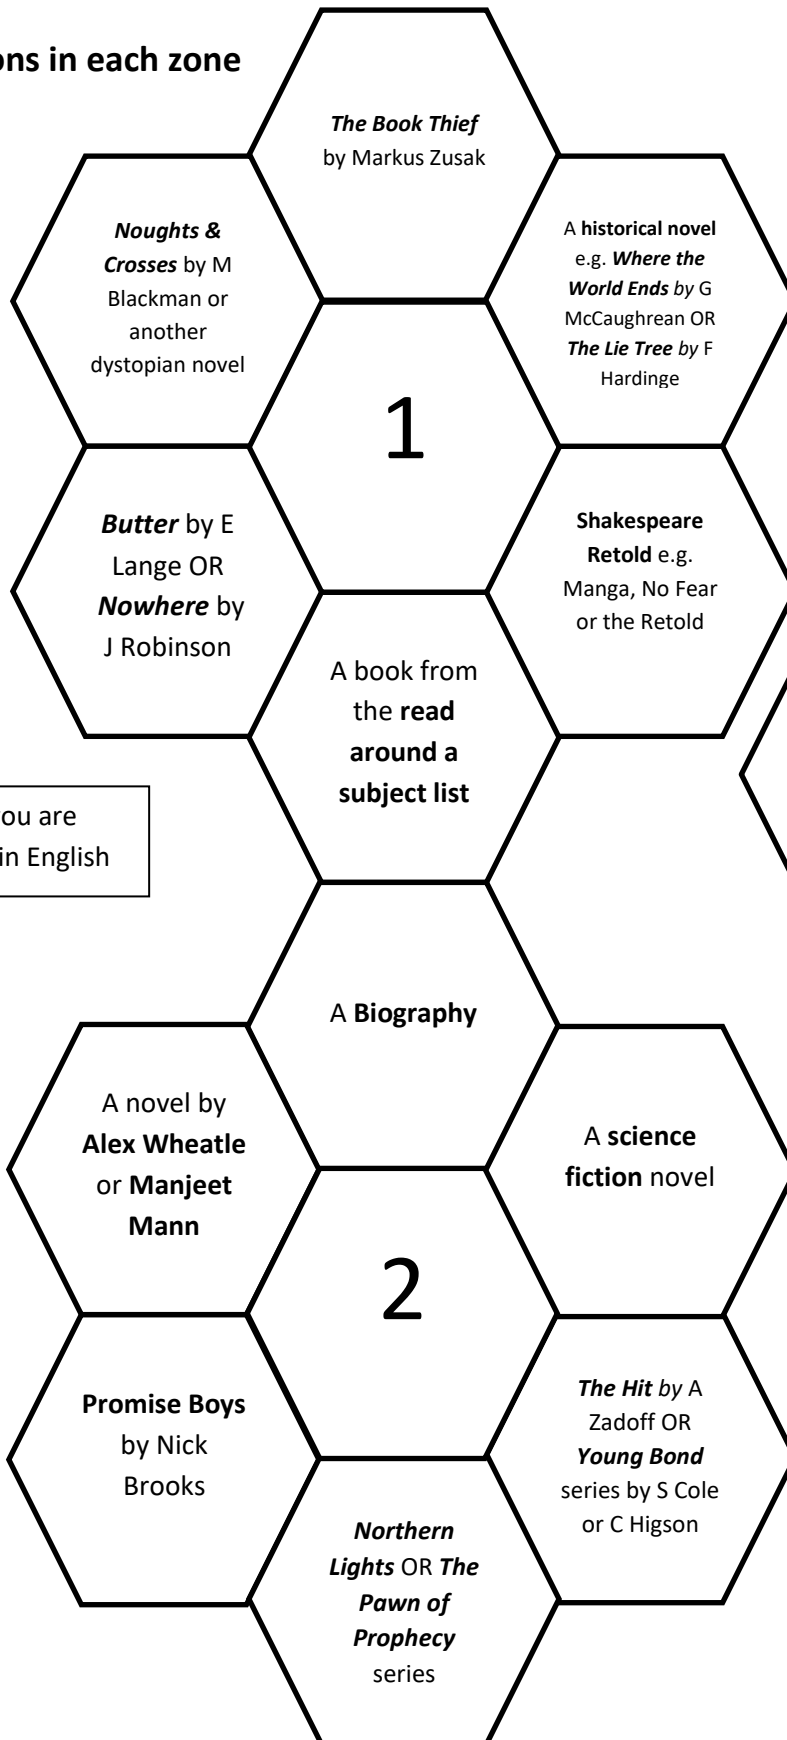 ons in each zone
The Book Thief
by Markus Zusak
Noughts &
Crosses by M
Blackman or
another
dystopian novel
A historical novel
e.g. Where the
World Ends by G
McCaughrean OR
The Lie Tree by F
Hardinge
1
Butter by E
Lange OR
Nowhere by
J Robinson
Shakespeare
Retold e.g.
Manga, No Fear
or the Retold
A book from
the read
around a
subject list
ou are
in English
A Biography
A novel by
Alex Wheatle
or Manjeet
Mann
A science
fiction novel
2
Promise Boys
by Nick
Brooks
The Hit by A
Zadoff OR
Young Bond
series by S Cole
or C Higson
Northern
Lights OR The
Pawn of
Prophecy
series